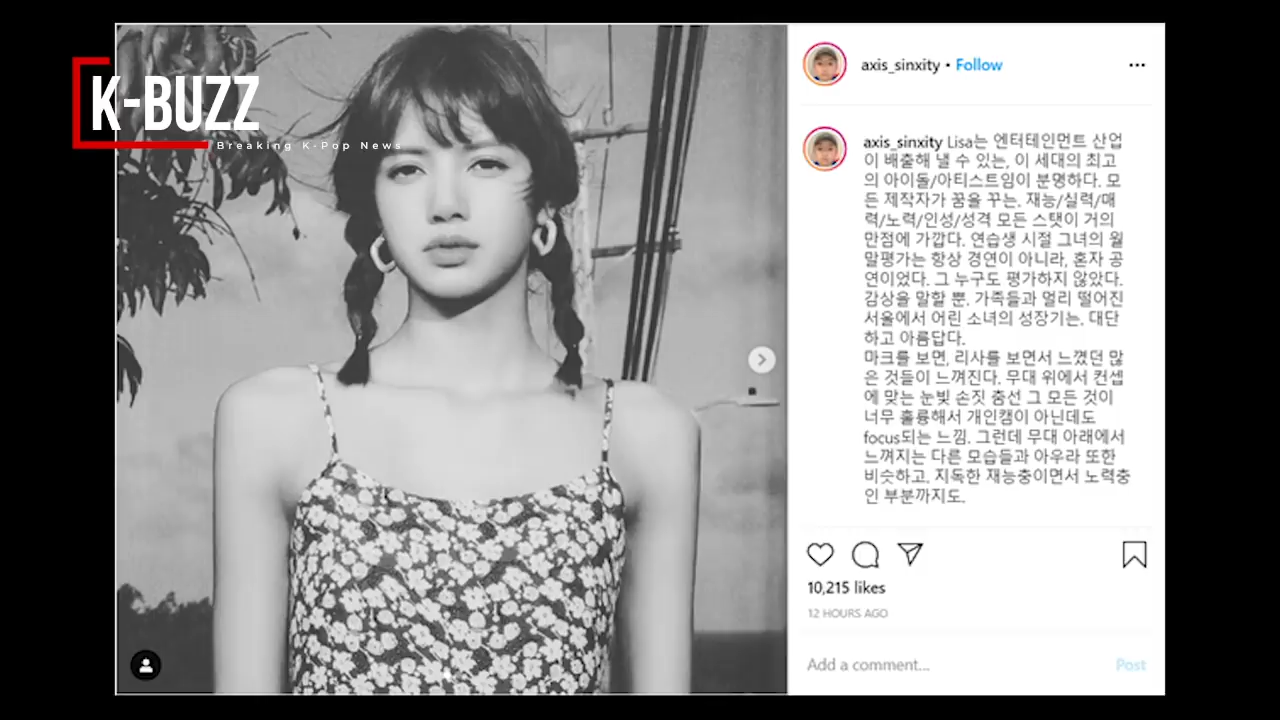 K-BUZZ
Breaking K-Pop News
axis_sinxity • Follow
axis_sinxity Lisa는 엔터테인먼트 산업
이 배출해 낼 수 있는, 이 세대의 최고
의 아이돌/아티스트임이 분명하다. 모
든 제작자가 꿈을 꾸는. 재능/실력/매
력/노력/인성/성격 모든 스탯이 거의
만점에 가깝다. 연습생 시절 그녀의 월
말평가는 항상 경연이 아니라, 혼자 공
연이었다. 그 누구도 평가하지 않았다.
감상을 말할 뿐. 가족들과 멀리 떨어진
서울에서 어린 소녀의 성장기는. 대단
하고 아름답다.
마크를 보면, 리사를 보면서 느꼈던 많
은 것들이 느껴진다. 무대 위에서 컨셉
에 맞는 눈빛 손짓 춤선 그 모든 것이
너무 훌륭해서 개인캠이 아닌데도
focus되는 느낌. 그런데 무대 아래에서
느껴지는 다른 모습들과 아우라 또한
비슷하고. 지독한 재능충이면서 노력충
인 부분까지도.
10,215 likes
12 HOURS AGO
Add a comment...
Post